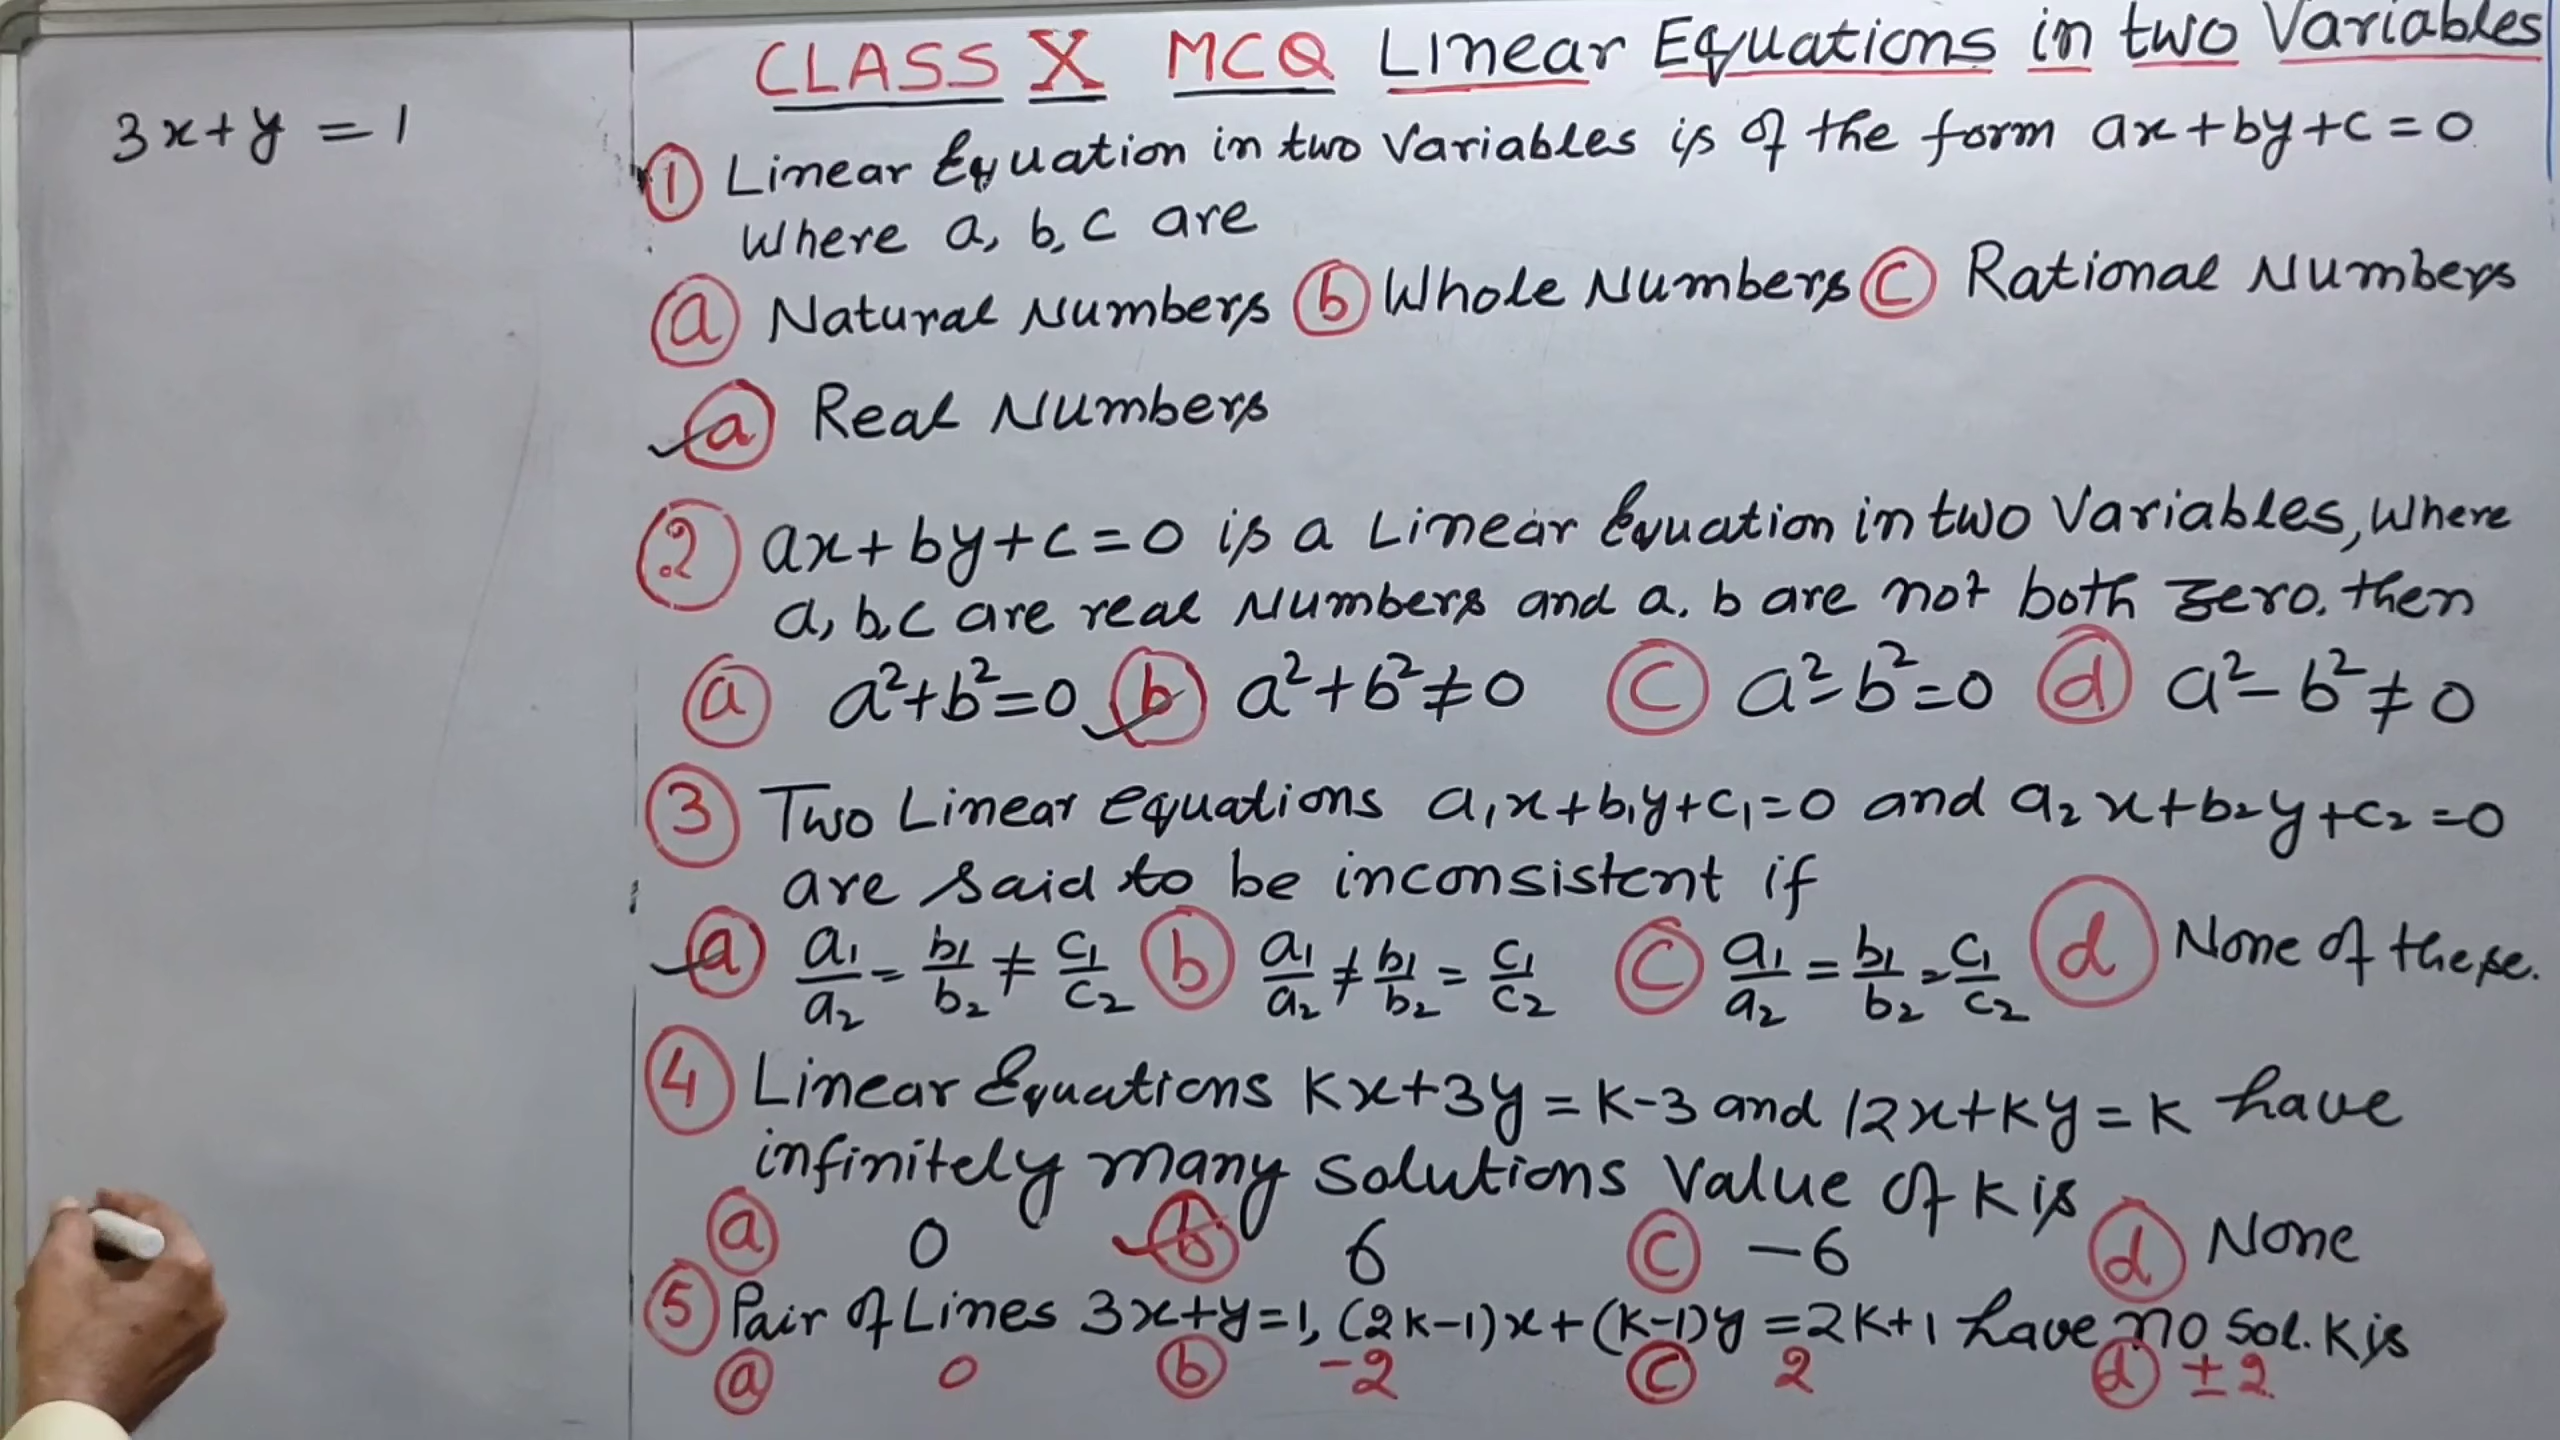 CLASS X MCQ Linear Equations in two Variables
3x+y = 1
① Linear Equation in two Variables is of the form ax+by+c=0
Where a, b, c are
ⓐ Natural Numbers ⓑ Whole Numbers ⓒ Rational Numbers
ⓐ Real Numbers
② ax+by+c=0 is a Linear Equation in two Variables, Where
a, b, c are real Numbers and a, b are not both zero. then
ⓐ a²+b²=0 ⓑ a²+b²≠0 ⓒ a²-b²=0 ⓓ a²-b²≠0
③ Two Linear equations a₁x+b₁y+c₁=0 and a₂x+b₂y+c₂=0
are said to be inconsistent if
ⓐ a₁/a₂ = b₁/b₂ ≠ c₁/c₂ ⓑ a₁/a₂ ≠ b₁/b₂ = c₁/c₂ ⓒ a₁/a₂ = b₁/b₂ = c₁/c₂ ⓓ None of these.
④ Linear Equations Kx+3y=K-3 and 12x+Ky=K have
infinitely many Solutions Value of K is
ⓐ 0 ⓑ 6 ⓒ -6 ⓓ None
⑤ Pair of Lines 3x+y=1, (2K-1)x+(K-1)y=2K+1 have no Sol. K is
ⓐ 0 ⓑ -2 ⓒ 2 ⓓ ±2